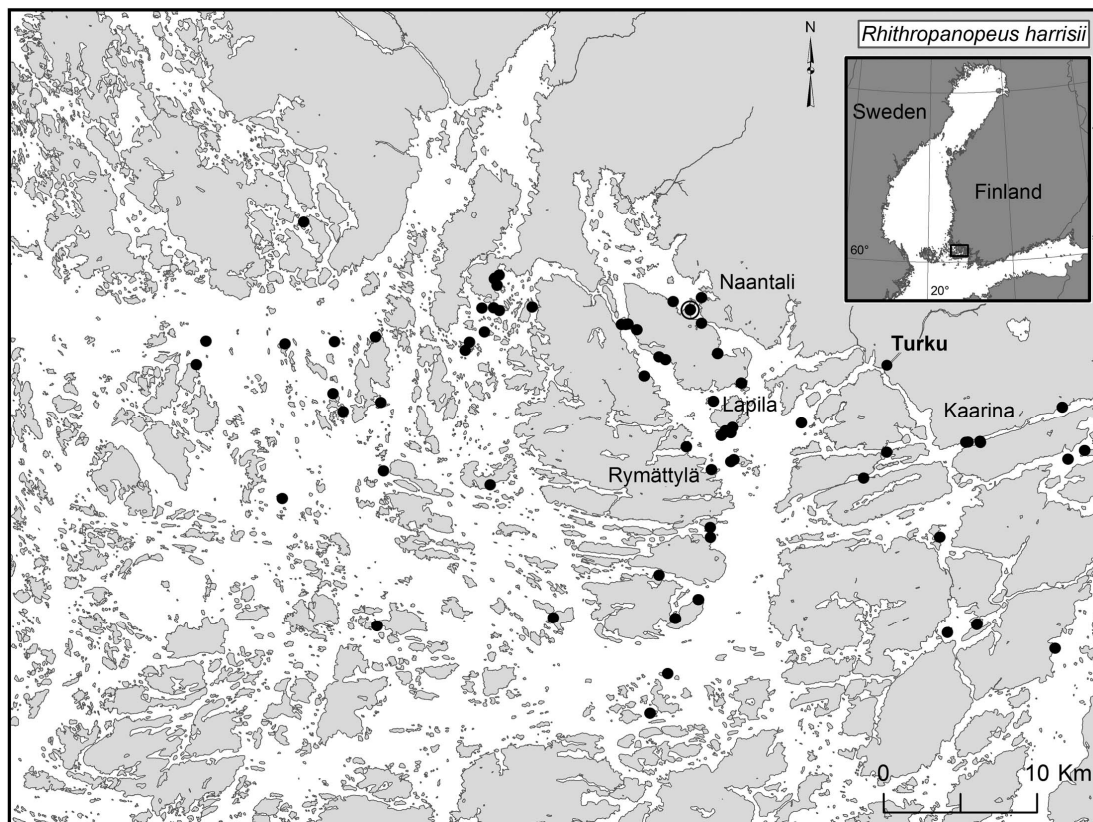 N
Rhithropanopeus harrisii
Sweden
Finland
60°
20°
Naantali
Turku
Lapila
Kaarina
Rymättylä
0 10 Km